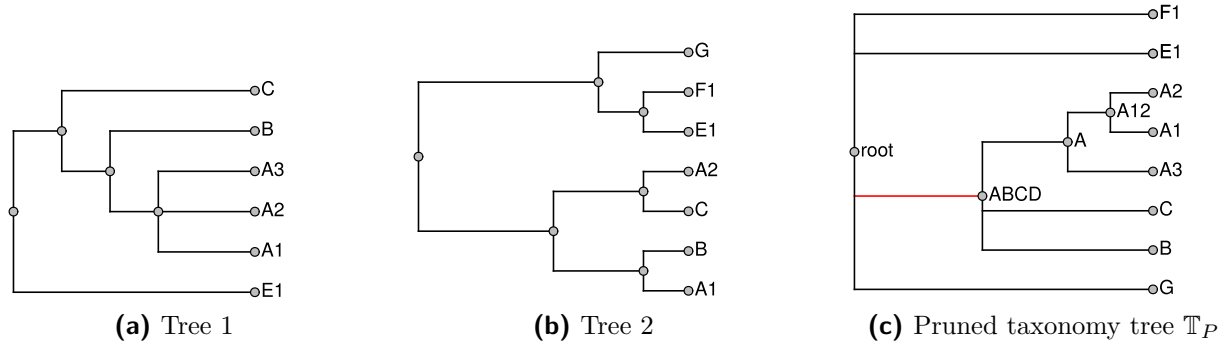 C
B
A3
A2
A1
E1
(a) Tree 1
G
F1
E1
A2
C
B
A1
(b) Tree 2
F1
E1
A2
A12
A1
root
A
A3
ABCD
C
B
G
(c) Pruned taxonomy tree 𝕋_P